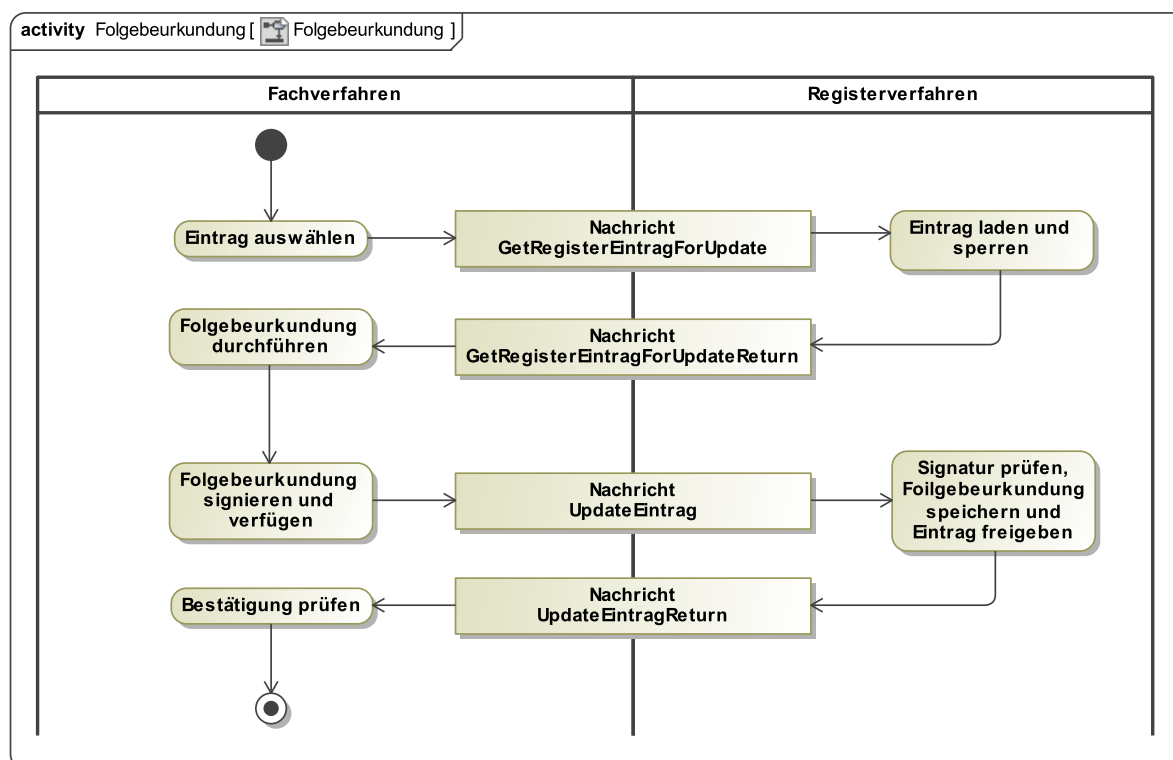 activity Folgebeurkundung [ Folgebeurkundung ]
Fachverfahren
Registerverfahren
Eintrag auswählen
Nachricht
GetRegisterEintragForUpdate
Eintrag laden und
sperren
Folgebeurkundung
durchführen
Nachricht
GetRegisterEintragForUpdateReturn
Folgebeurkundung
signieren und
verfügen
Nachricht
UpdateEintrag
Signatur prüfen,
Foilgebeurkundung
speichern und
Eintrag freigeben
Bestätigung prüfen
Nachricht
UpdateEintragReturn